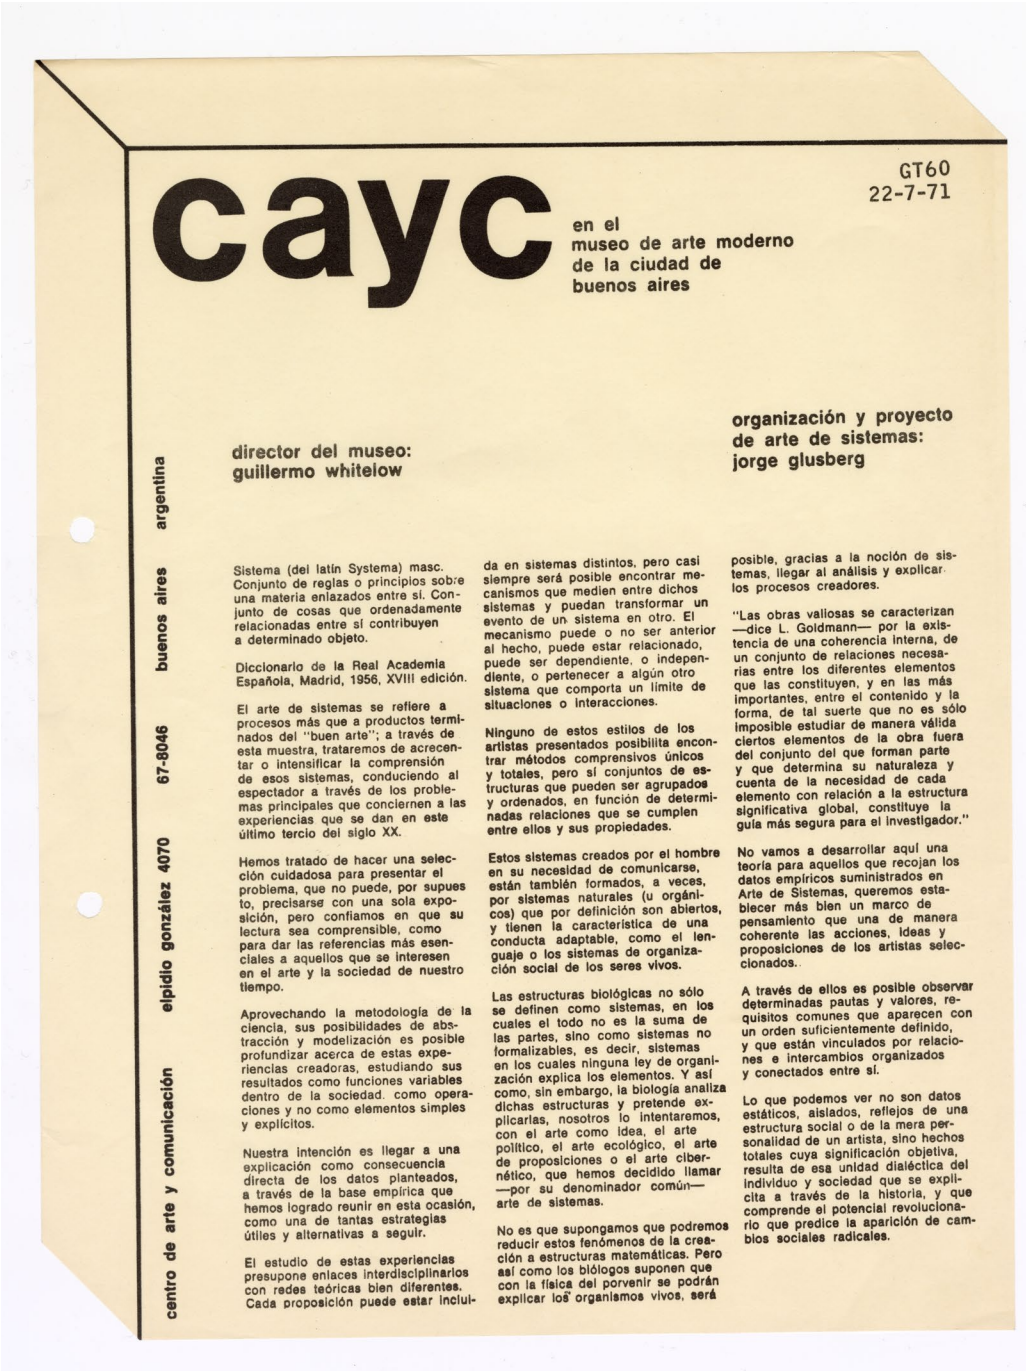 cayc
GT60
22-7-71
en el
museo de arte moderno
de la ciudad de
buenos aires
director del museo:
guillermo whitelow
organización y proyecto
de arte de sistemas:
jorge glusberg
centro de arte y comunicación elpidio gonzález 4070 67-8046 buenos aires argentina
Sistema (del latín Systema) masc.
Conjunto de reglas o principios sobre
una materia enlazados entre sí. Con-
junto de cosas que ordenadamente
relacionadas entre sí contribuyen
a determinado objeto.
Diccionario de la Real Academia
Española, Madrid, 1956, XVIII edición.
El arte de sistemas se refiere a
procesos más que a productos termi-
nados del "buen arte"; a través de
esta muestra, trataremos de acrecen-
tar o intensificar la comprensión
de esos sistemas, conduciendo al
espectador a través de los proble-
mas principales que conciernen a las
experiencias que se dan en este
último tercio del siglo XX.
Hemos tratado de hacer una selec-
ción cuidadosa para presentar el
problema, que no puede, por supues
to, precisarse con una sola expo-
sición, pero confiamos en que su
lectura sea comprensible, como
para dar las referencias más esen-
ciales a aquellos que se interesen
en el arte y la sociedad de nuestro
tiempo.
Aprovechando la metodología de la
ciencia, sus posibilidades de abs-
tracción y modelización es posible
profundizar acerca de estas expe-
riencias creadoras, estudiando sus
resultados como funciones variables
dentro de la sociedad. como opera-
ciones y no como elementos simples
y explícitos.
Nuestra intención es llegar a una
explicación como consecuencia
directa de los datos planteados,
a través de la base empírica que
hemos logrado reunir en esta ocasión,
como una de tantas estrategias
útiles y alternativas a seguir.
El estudio de estas experiencias
presupone enlaces interdisciplinarios
con redes teóricas bien diferentes.
Cada proposición puede estar inclui-
da en sistemas distintos, pero casi
siempre será posible encontrar me-
canismos que medien entre dichos
sistemas y puedan transformar un
evento de un sistema en otro. El
mecanismo puede o no ser anterior
al hecho, puede estar relacionado,
puede ser dependiente, o indepen-
diente, o pertenecer a algún otro
sistema que comporta un límite de
situaciones o interacciones.
Ninguno de estos estilos de los
artistas presentados posibilita encon-
trar métodos comprensivos únicos
y totales, pero sí conjuntos de es-
tructuras que pueden ser agrupados
y ordenados, en función de determi-
nadas relaciones que se cumplen
entre ellos y sus propiedades.
Estos sistemas creados por el hombre
en su necesidad de comunicarse,
están también formados, a veces,
por sistemas naturales (u orgáni-
cos) que por definición son abiertos,
y tienen la característica de una
conducta adaptable, como el len-
guaje o los sistemas de organiza-
ción social de los seres vivos.
Las estructuras biológicas no sólo
se definen como sistemas, en los
cuales el todo no es la suma de
las partes, sino como sistemas no
formalizables, es decir, sistemas
en los cuales ninguna ley de organi-
zación explica los elementos. Y así
como, sin embargo, la biología analiza
dichas estructuras y pretende ex-
plicarlas, nosotros lo intentaremos,
con el arte como idea, el arte
político, el arte ecológico, el arte
de proposiciones o el arte ciber-
nético, que hemos decidido llamar
—por su denominador común—
arte de sistemas.
No es que supongamos que podremos
reducir estos fenómenos de la crea-
ción a estructuras matemáticas. Pero
así como los biólogos suponen que
con la física del porvenir se podrán
explicar los organismos vivos, será
posible, gracias a la noción de sis-
temas, llegar al análisis y explicar
los procesos creadores.
"Las obras valiosas se caracterizan
—dice L. Goldmann— por la exis-
tencia de una coherencia interna, de
un conjunto de relaciones necesa-
rias entre los diferentes elementos
que las constituyen, y en las más
importantes, entre el contenido y la
forma, de tal suerte que no es sólo
imposible estudiar de manera válida
ciertos elementos de la obra fuera
del conjunto del que forman parte
y que determina su naturaleza y
cuenta de la necesidad de cada
elemento con relación a la estructura
significativa global, constituye la
guía más segura para el investigador."
No vamos a desarrollar aquí una
teoría para aquellos que recojan los
datos empíricos suministrados en
Arte de Sistemas, queremos esta-
blecer más bien un marco de
pensamiento que una de manera
coherente las acciones, ideas y
proposiciones de los artistas selec-
cionados.
A través de ellos es posible observar
determinadas pautas y valores, re-
quisitos comunes que aparecen con
un orden suficientemente definido,
y que están vinculados por relacio-
nes e intercambios organizados
y conectados entre sí.
Lo que podemos ver no son datos
estáticos, aislados, reflejos de una
estructura social o de la mera per-
sonalidad de un artista, sino hechos
totales cuya significación objetiva,
resulta de esa unidad dialéctica del
individuo y sociedad que se expli-
cita a través de la historia, y que
comprende el potencial revoluciona-
rio que predice la aparición de cam-
bios sociales radicales.